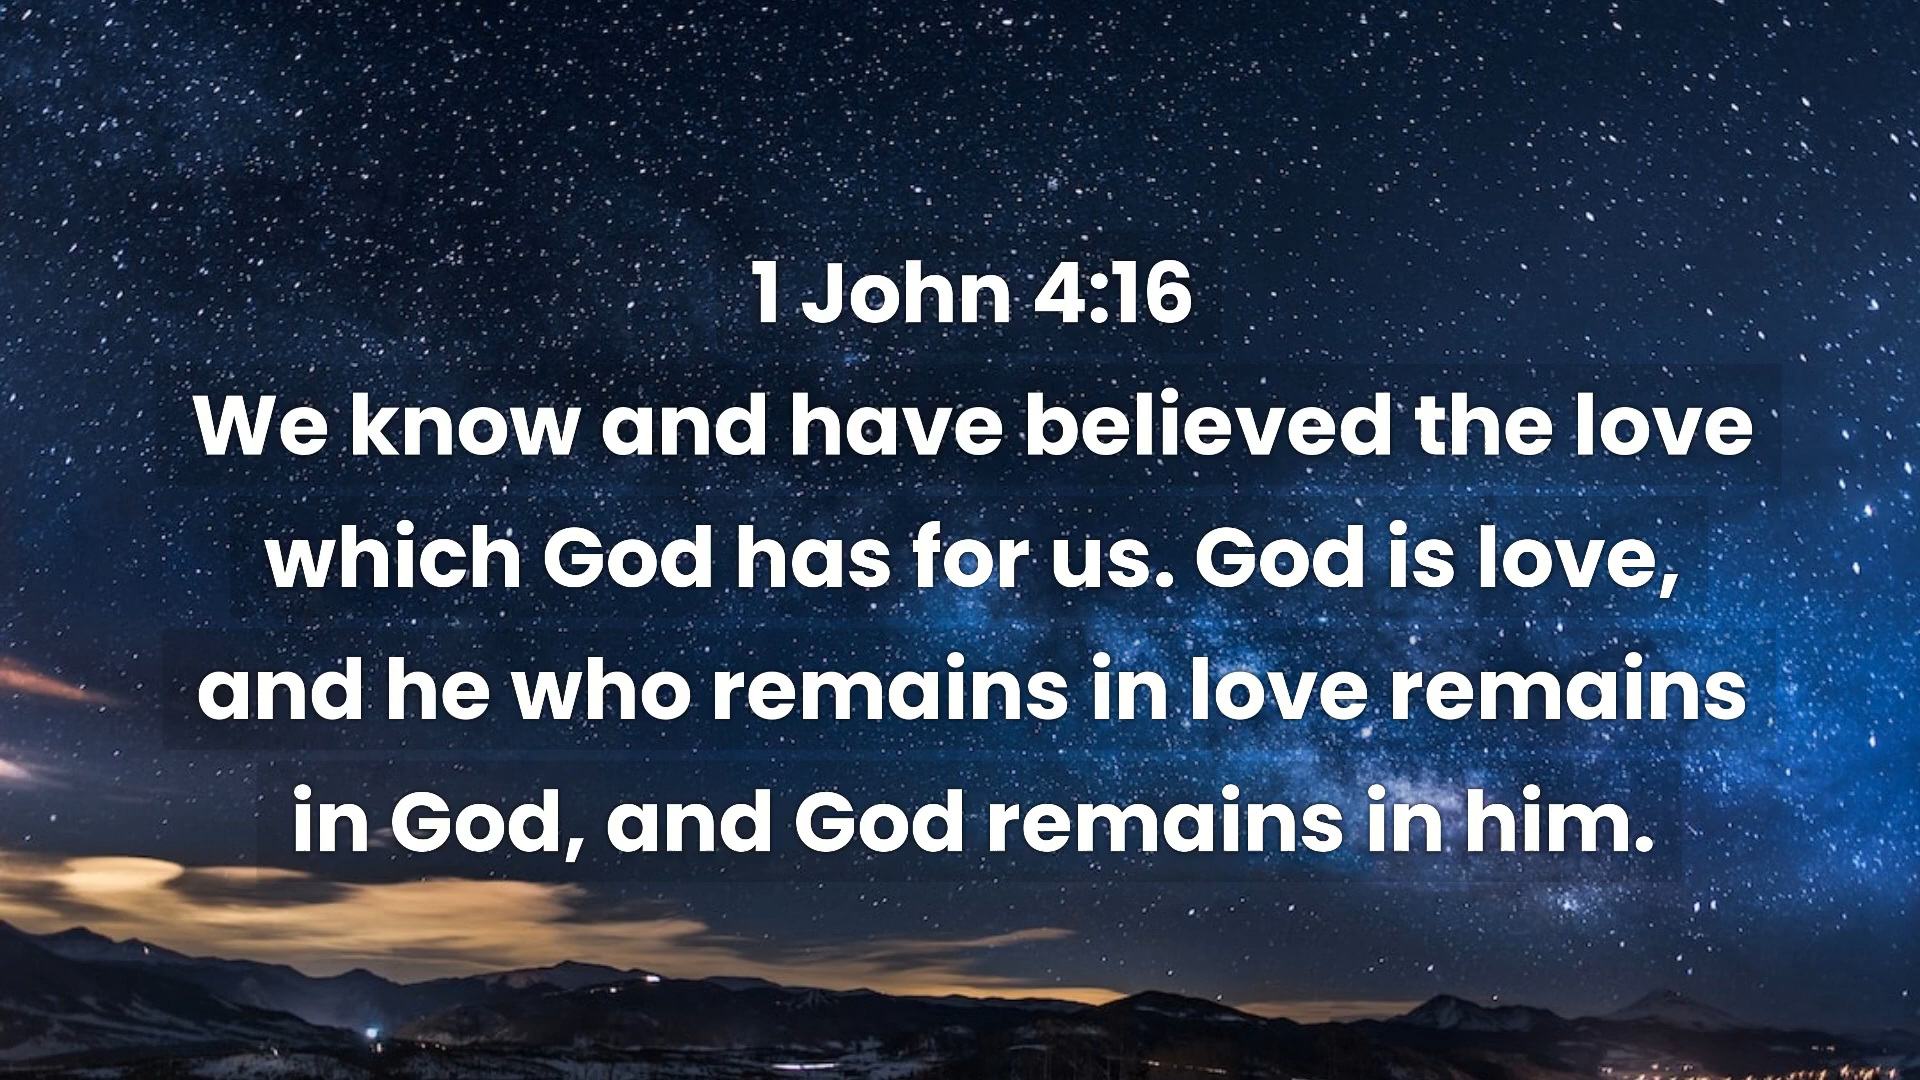 1 John 4:16
We know and have believed the love
which God has for us. God is love,
and he who remains in love remains
in God, and God remains in him.